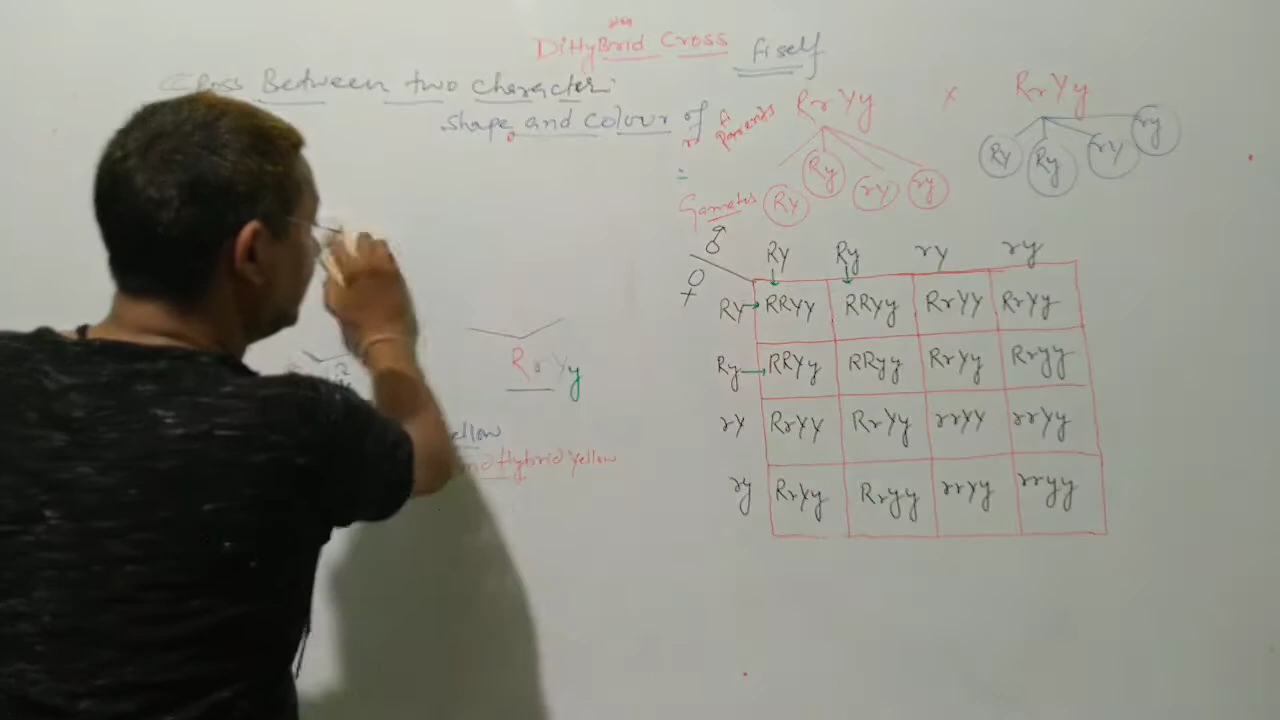 DiHyBrid Cross F1 self
Cross Between two character:
shape and colour of
Parents RrYy x RrYy
RY Ry rY ry
Gametes RY Ry rY ry
♂
♀
RY Ry rY ry
RY RRYY RRYy RrYY RrYy
Ry RRYy RRyy RrYy Rryy
rY RrYY RrYy rrYY rrYy
ry RrYy Rryy rrYy rryy
RrYy
ellow
Hybrid Yellow